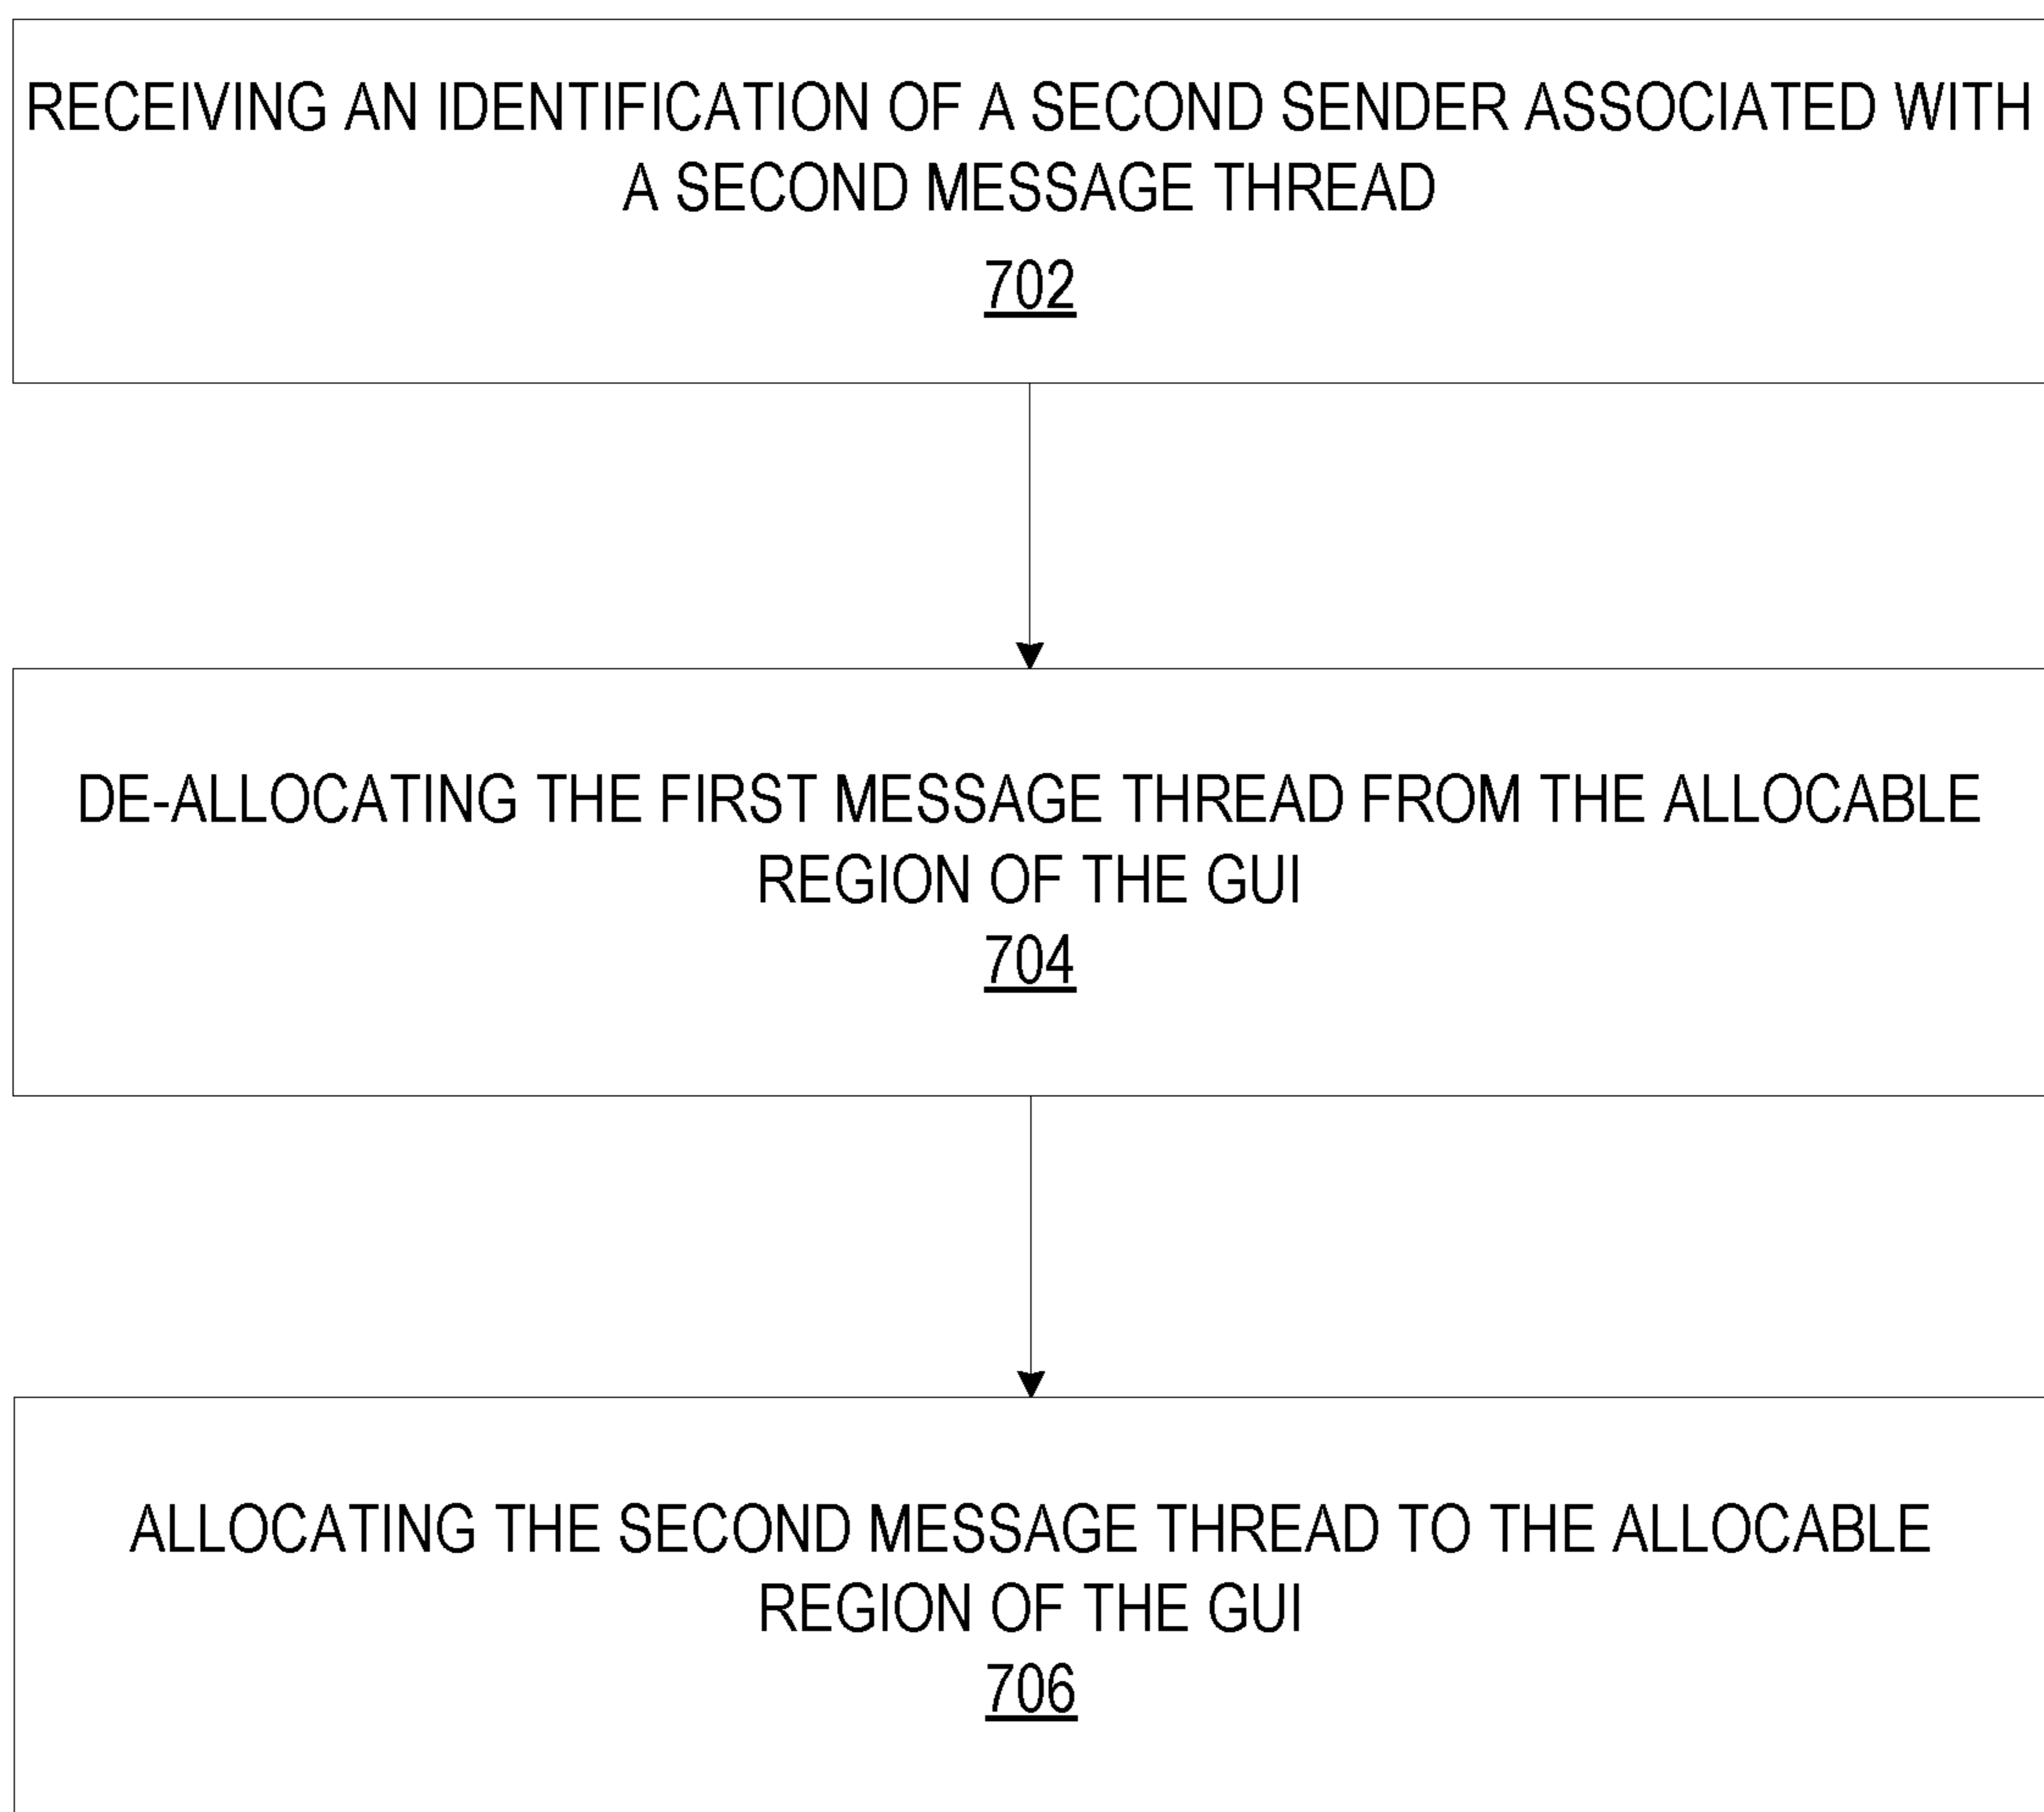 RECEIVING AN IDENTIFICATION OF A SECOND SENDER ASSOCIATED WITH
A SECOND MESSAGE THREAD
702
DE-ALLOCATING THE FIRST MESSAGE THREAD FROM THE ALLOCABLE
REGION OF THE GUI
704
ALLOCATING THE SECOND MESSAGE THREAD TO THE ALLOCABLE
REGION OF THE GUI
706